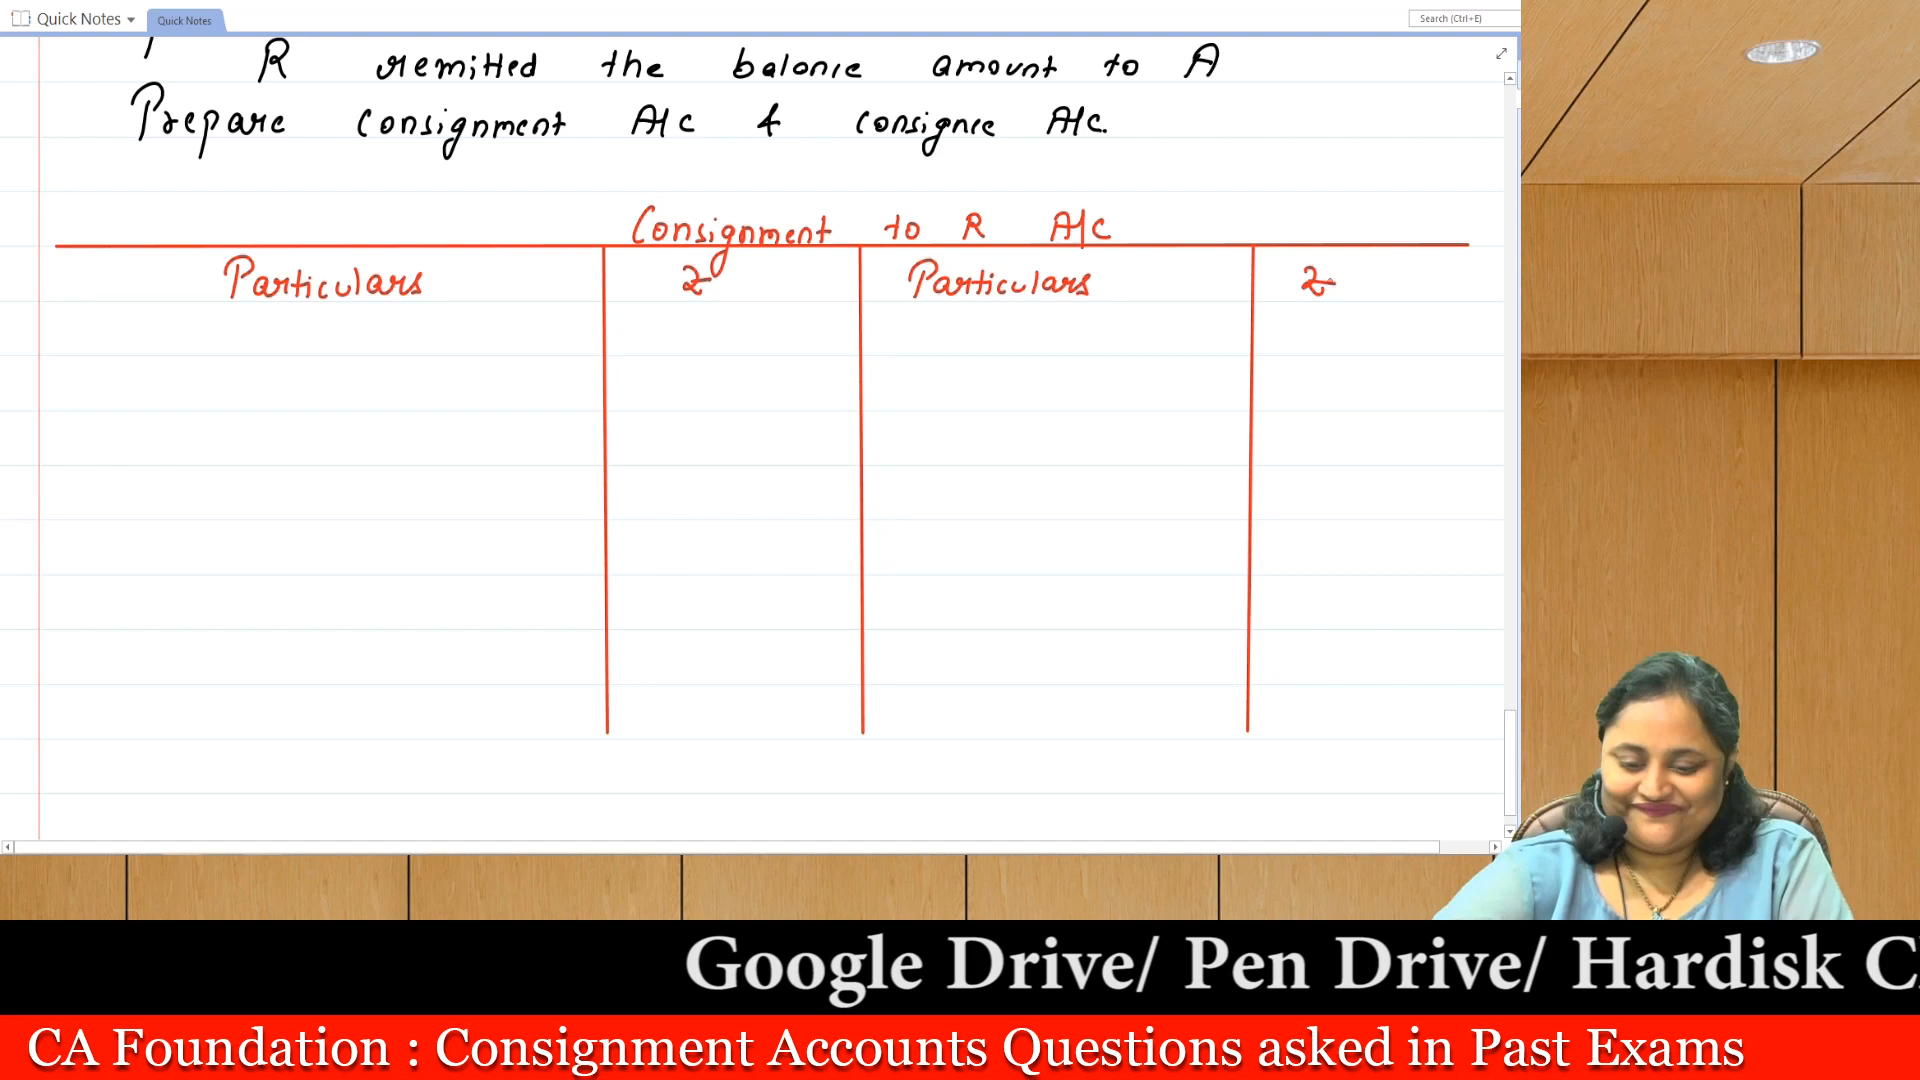 Quick Notes
Quick Notes
Search (Ctrl+E)
R remitted the balance amount to A
Prepare consignment A/c & consignee A/c.
Consignment to R A/c
Particulars ₹ Particulars ₹
Google Drive/ Pen Drive/ Hardisk C
CA Foundation : Consignment Accounts Questions asked in Past Exams